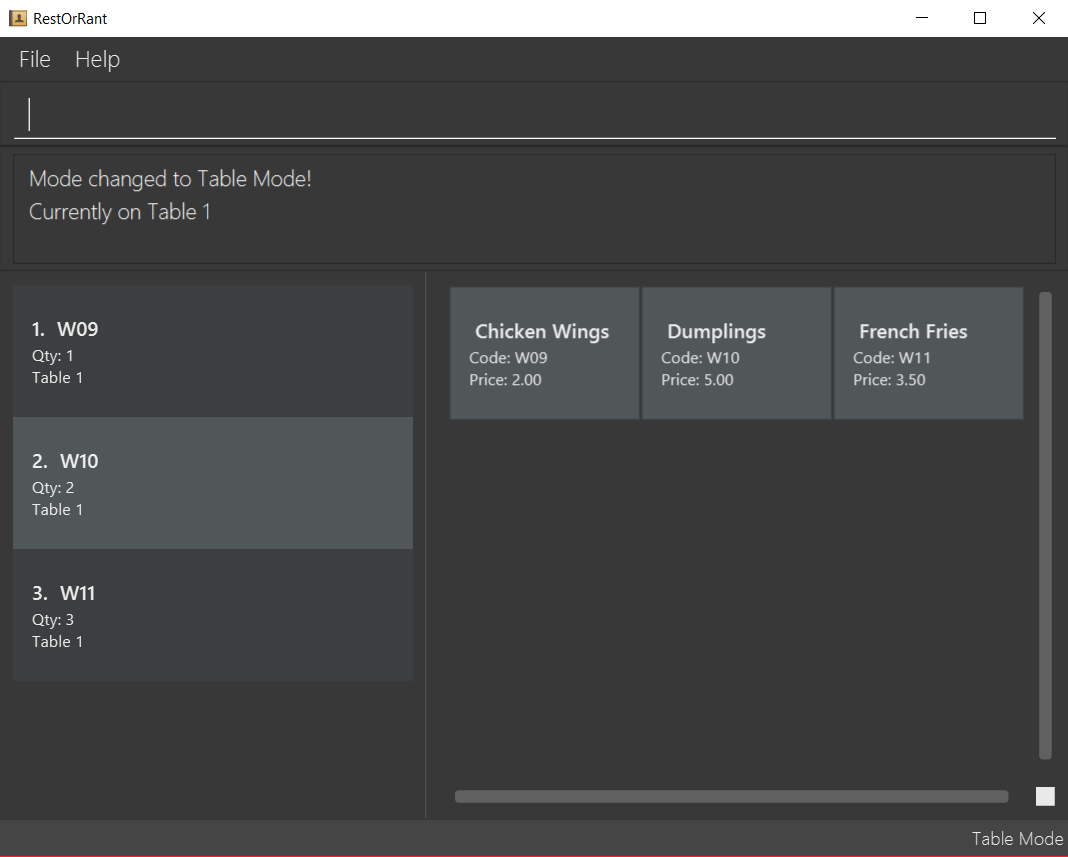 RestOrRant
File Help
Mode changed to Table Mode!
Currently on Table 1
1. W09
Qty: 1
Table 1
2. W10
Qty: 2
Table 1
3. W11
Qty: 3
Table 1
Chicken Wings
Code: W09
Price: 2.00
Dumplings
Code: W10
Price: 5.00
French Fries
Code: W11
Price: 3.50
Table Mode